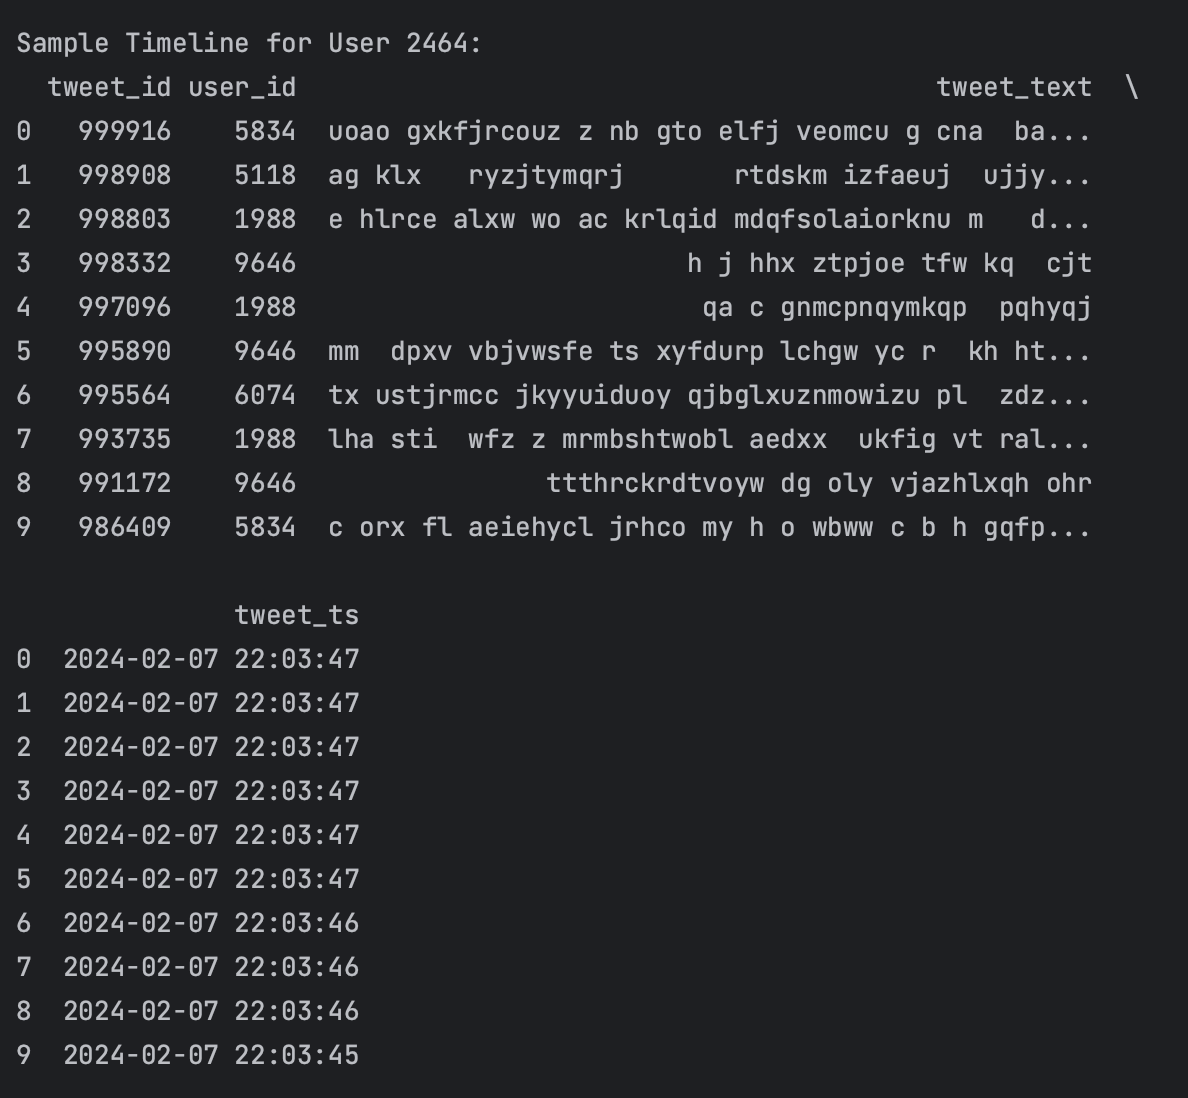 Sample Timeline for User 2464:
  tweet_id user_id                                         tweet_text  \
0   999916    5834  uoao gxkfjrcouz z nb gto elfj veomcu g cna  ba...
1   998908    5118  ag klx   ryzjtymqrj       rtdskm izfaeuj  ujjy...
2   998803    1988  e hlrce alxw wo ac krlqid mdqfsolaiorknu m   d...
3   998332    9646                         h j hhx ztpjoe tfw kq  cjt
4   997096    1988                          qa c gnmcpnqymkqp  pqhyqj
5   995890    9646  mm  dpxv vbjvwsfe ts xyfdurp lchgw yc r  kh ht...
6   995564    6074  tx ustjrmcc jkyyuiduoy qjbglxuznmowizu pl  zdz...
7   993735    1988  lha sti  wfz z mrmbshtwobl aedxx  ukfig vt ral...
8   991172    9646                ttthrckrdtvoyw dg oly vjazhlxqh ohr
9   986409    5834  c orx fl aeiehycl jrhco my h o wbww c b h gqfp...
             tweet_ts
0  2024-02-07 22:03:47
1  2024-02-07 22:03:47
2  2024-02-07 22:03:47
3  2024-02-07 22:03:47
4  2024-02-07 22:03:47
5  2024-02-07 22:03:47
6  2024-02-07 22:03:46
7  2024-02-07 22:03:46
8  2024-02-07 22:03:46
9  2024-02-07 22:03:45